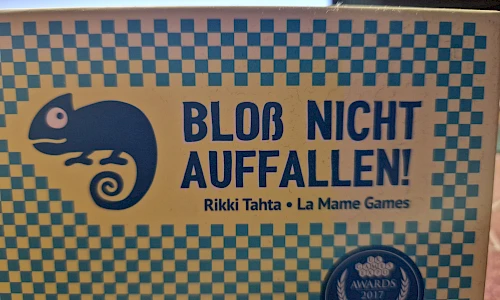 BLOß NICHT
AUFFALLEN!
Rikki Tahta • La Mame Games
AWARDS
2017